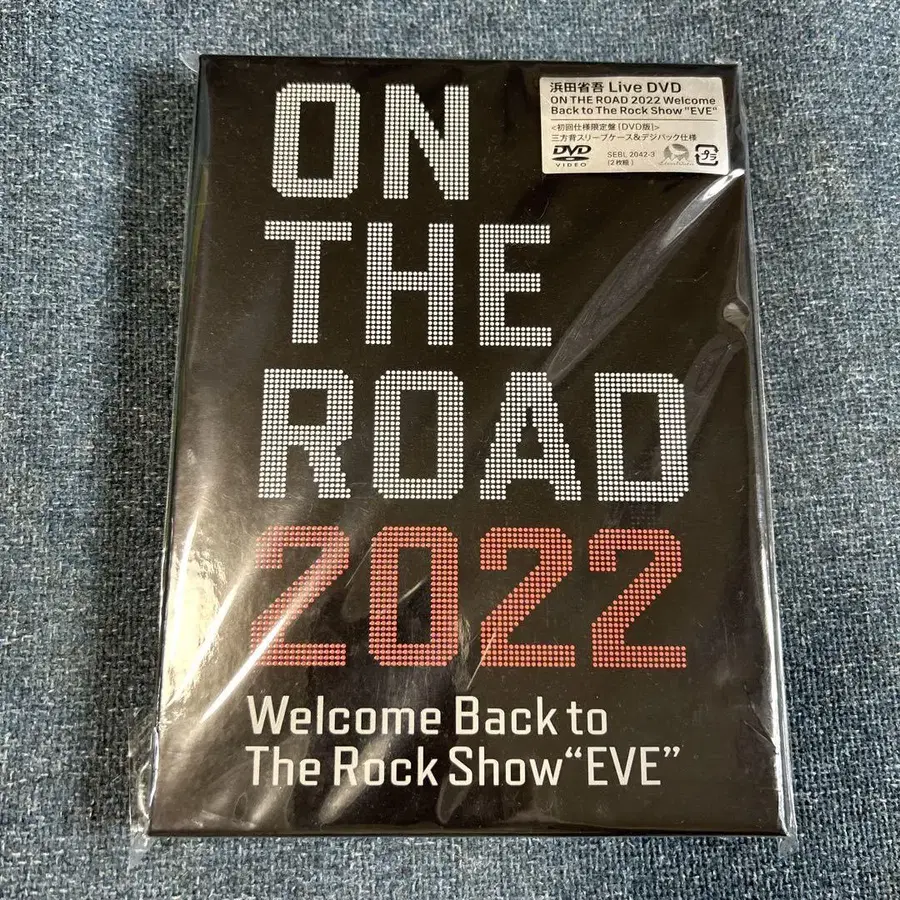 ON
THE
ROAD
2022
Welcome Back to
The Rock Show “EVE”
浜田省吾 Live DVD
ON THE ROAD 2022 Welcome
Back to The Rock Show "EVE"
<初回仕様限定盤 [DVD版]>
三方背スリーブケース&デジパック仕様
DVD
VIDEO
SEBL 2042-3
(2枚組)
プラ